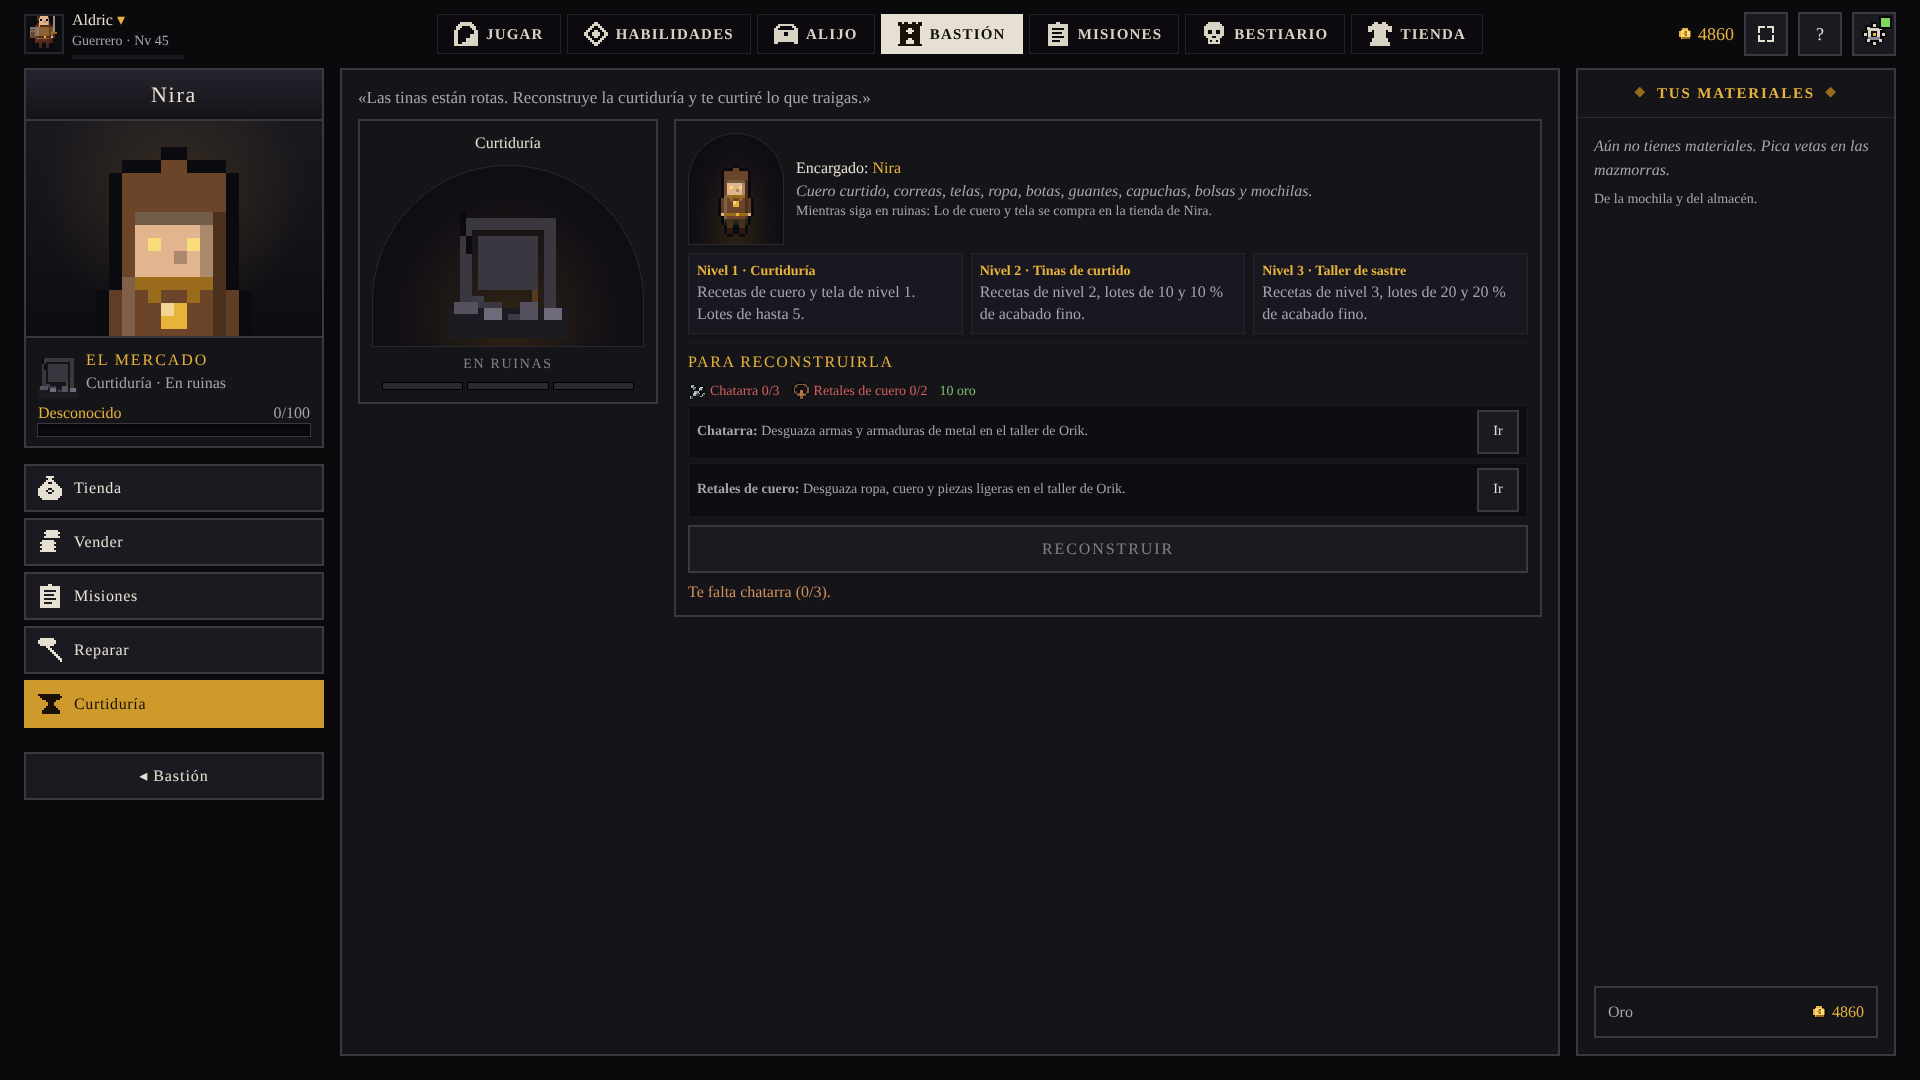 Aldric ▾
Guerrero · Nv 45
JUGAR
HABILIDADES
ALIJO
BASTIÓN
MISIONES
BESTIARIO
TIENDA
4860
?
Nira
EL MERCADO
Curtiduría · En ruinas
Desconocido 0/100
Tienda
Vender
Misiones
Reparar
Curtiduría
◂ Bastión
«Las tinas están rotas. Reconstruye la curtiduría y te curtiré lo que traigas.»
Curtiduría
EN RUINAS
Encargado: Nira
Cuero curtido, correas, telas, ropa, botas, guantes, capuchas, bolsas y mochilas.
Mientras siga en ruinas: Lo de cuero y tela se compra en la tienda de Nira.
Nivel 1 · Curtiduría
Recetas de cuero y tela de nivel 1.
Lotes de hasta 5.
Nivel 2 · Tinas de curtido
Recetas de nivel 2, lotes de 10 y 10 %
de acabado fino.
Nivel 3 · Taller de sastre
Recetas de nivel 3, lotes de 20 y 20 %
de acabado fino.
PARA RECONSTRUIRLA
Chatarra 0/3 Retales de cuero 0/2 10 oro
Chatarra: Desguaza armas y armaduras de metal en el taller de Orik.
Ir
Retales de cuero: Desguaza ropa, cuero y piezas ligeras en el taller de Orik.
Ir
RECONSTRUIR
Te falta chatarra (0/3).
◆ TUS MATERIALES ◆
Aún no tienes materiales. Pica vetas en las
mazmorras.
De la mochila y del almacén.
Oro 4860